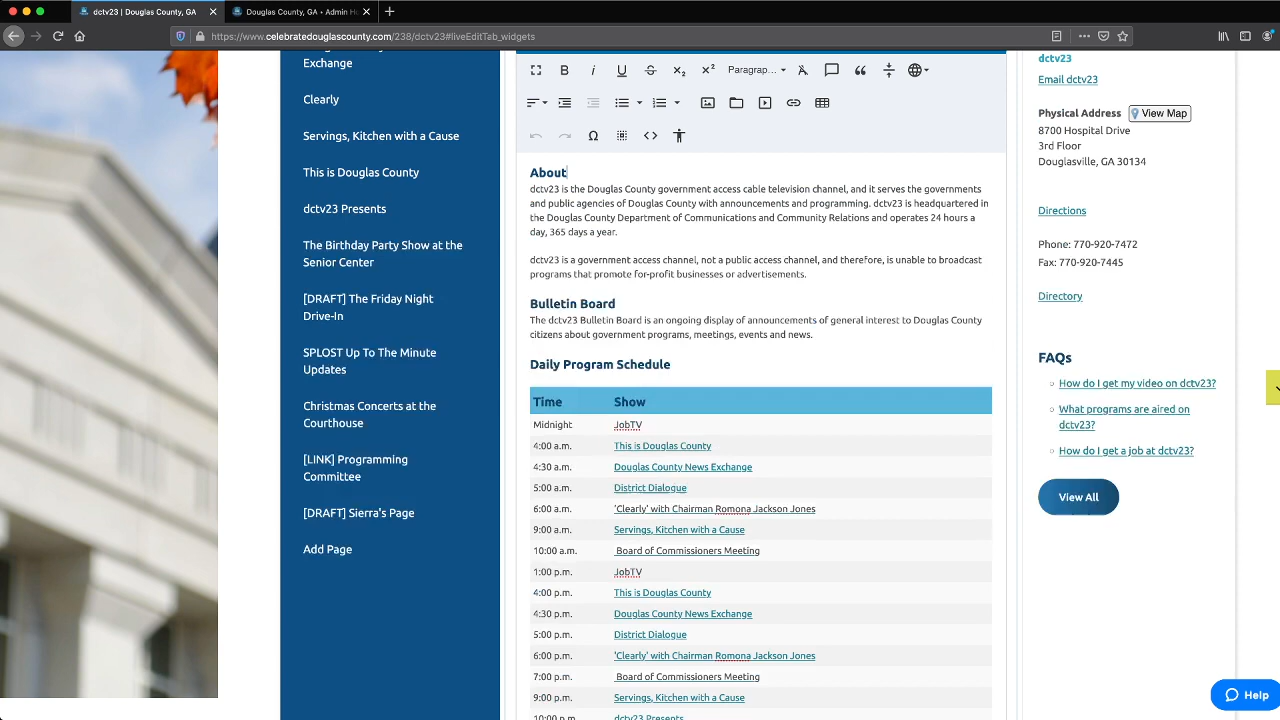 dctv23 | Douglas County, GA
Douglas County, GA • Admin H
https://www.celebratedouglascounty.com/238/dctv23#liveEditTab_widgets
Exchange
Clearly
Servings, Kitchen with a Cause
This is Douglas County
dctv23 Presents
The Birthday Party Show at the
Senior Center
[DRAFT] The Friday Night
Drive-In
SPLOST Up To The Minute
Updates
Christmas Concerts at the
Courthouse
[LINK] Programming
Committee
[DRAFT] Sierra's Page
Add Page
Paragrap...
About
dctv23 is the Douglas County government access cable television channel, and it serves the governments
and public agencies of Douglas County with announcements and programming. dctv23 is headquartered in
the Douglas County Department of Communications and Community Relations and operates 24 hours a
day, 365 days a year.
dctv23 is a government access channel, not a public access channel, and therefore, is unable to broadcast
programs that promote for-profit businesses or advertisements.
Bulletin Board
The dctv23 Bulletin Board is an ongoing display of announcements of general interest to Douglas County
citizens about government programs, meetings, events and news.
Daily Program Schedule
Time Show
Midnight JobTV
4:00 a.m. This is Douglas County
4:30 a.m. Douglas County News Exchange
5:00 a.m. District Dialogue
6:00 a.m. 'Clearly' with Chairman Romona Jackson Jones
9:00 a.m. Servings, Kitchen with a Cause
10:00 a.m. Board of Commissioners Meeting
1:00 p.m. JobTV
4:00 p.m. This is Douglas County
4:30 p.m. Douglas County News Exchange
5:00 p.m. District Dialogue
6:00 p.m. 'Clearly' with Chairman Romona Jackson Jones
7:00 p.m. Board of Commissioners Meeting
9:00 p.m. Servings, Kitchen with a Cause
10:00 p.m. dctv23 Presents
dctv23
Email dctv23
Physical Address View Map
8700 Hospital Drive
3rd Floor
Douglasville, GA 30134
Directions
Phone: 770-920-7472
Fax: 770-920-7445
Directory
FAQs
How do I get my video on dctv23?
What programs are aired on
dctv23?
How do I get a job at dctv23?
View All
Help